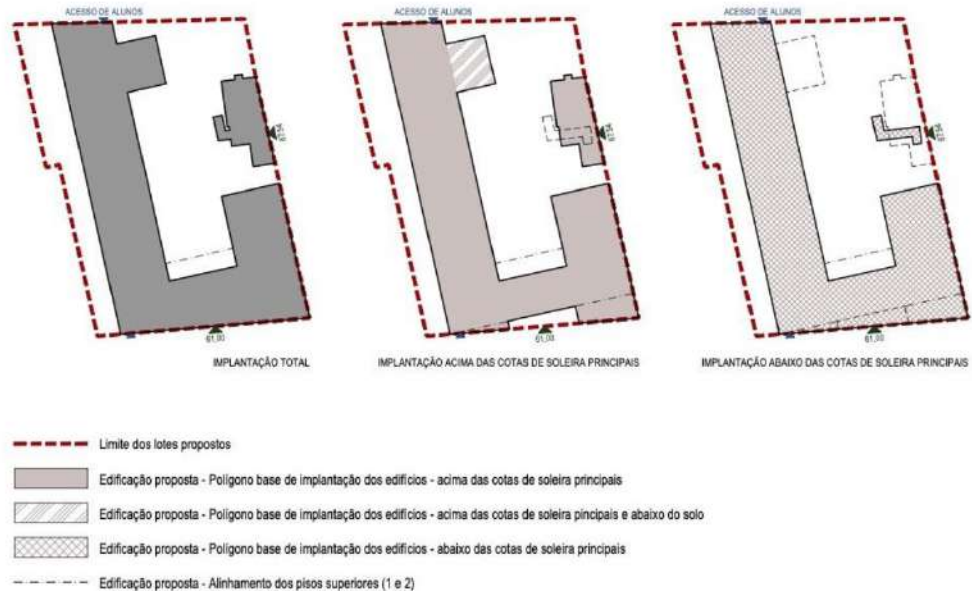 ACESSO DE ALUNOS ACESSO DE ALUNOS ACESSO DE ALUNOS
61,00 61,00 61,00
IMPLANTAÇÃO TOTAL IMPLANTAÇÃO ACIMA DAS COTAS DE SOLEIRA PRINCIPAIS IMPLANTAÇÃO ABAIXO DAS COTAS DE SOLEIRA PRINCIPAIS
Limite dos lotes propostos
Edificação proposta - Polígono base de implantação dos edifícios - acima das cotas de soleira principais
Edificação proposta - Polígono base de implantação dos edifícios - acima das cotas de soleira pincipais e abaixo do solo
Edificação proposta - Polígono base de implantação dos edifícios - abaixo das cotas de soleira principais
Edificação proposta - Alinhamento dos pisos superiores (1 e 2)